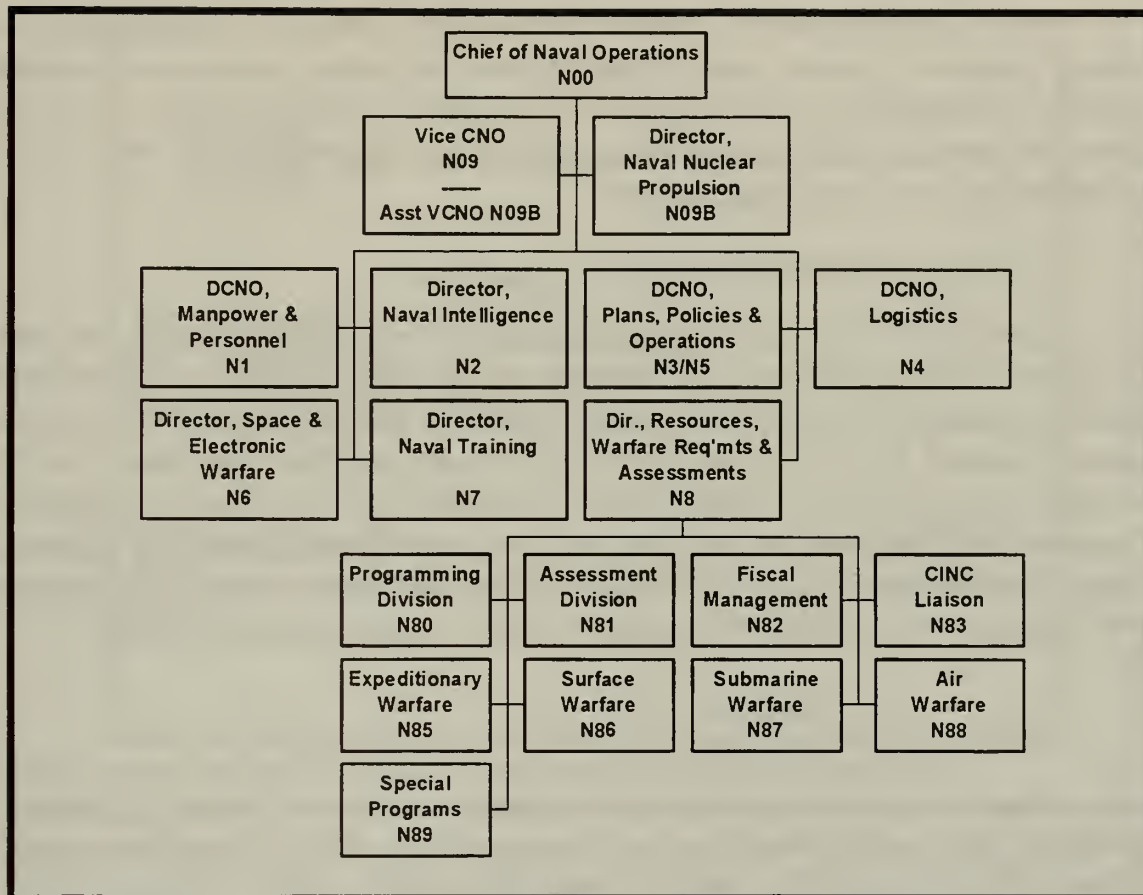 Chief of Naval Operations
N00
Vice CNO
N09
Asst VCNO N09B
Director,
Naval Nuclear
Propulsion
N09B
DCNO,
Manpower &
Personnel
N1
Director,
Naval Intelligence
N2
DCNO,
Plans, Policies &
Operations
N3/N5
DCNO,
Logistics
N4
Director, Space &
Electronic
Warfare
N6
Director,
Naval Training
N7
Dir., Resources,
Warfare Req'mts &
Assessments
N8
Programming
Division
N80
Assessment
Division
N81
Fiscal
Management
N82
CINC
Liaison
N83
Expeditionary
Warfare
N85
Surface
Warfare
N86
Submarine
Warfare
N87
Air
Warfare
N88
Special
Programs
N89